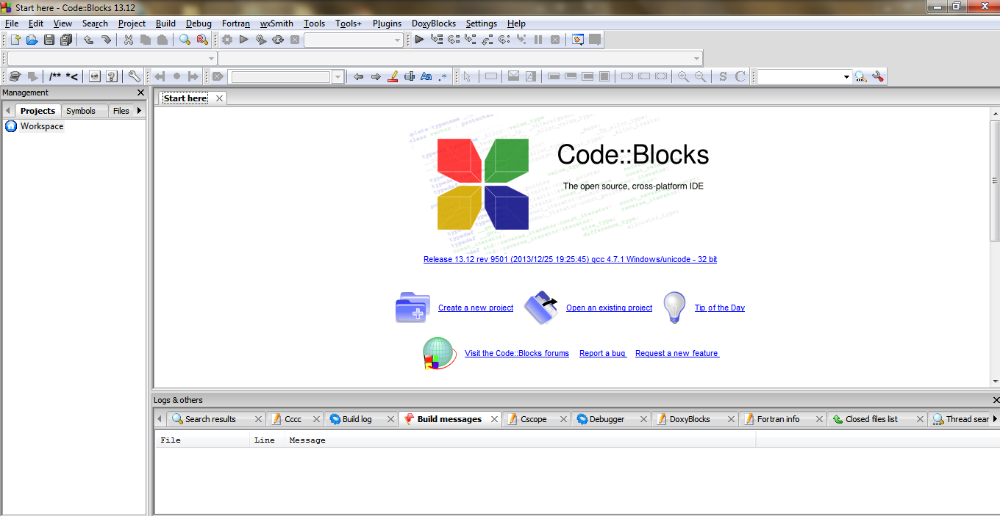 Start here - Code::Blocks 13.12
File Edit View Search Project Build Debug Fortran wxSmith Tools Tools+ Plugins DoxyBlocks Settings Help
/** *< Aa .* S C
Management
Start here
Projects Symbols Files
Workspace
Code::Blocks
The open source, cross-platform IDE
Release 13.12 rev 9501 (2013/12/25 19:25:45) gcc 4.7.1 Windows/unicode - 32 bit
Create a new project Open an existing project Tip of the Day
Visit the Code::Blocks forums Report a bug Request a new feature
Logs & others
Search results Cccc Build log Build messages Cscope Debugger DoxyBlocks Fortran info Closed files list Thread sear
File Line Message